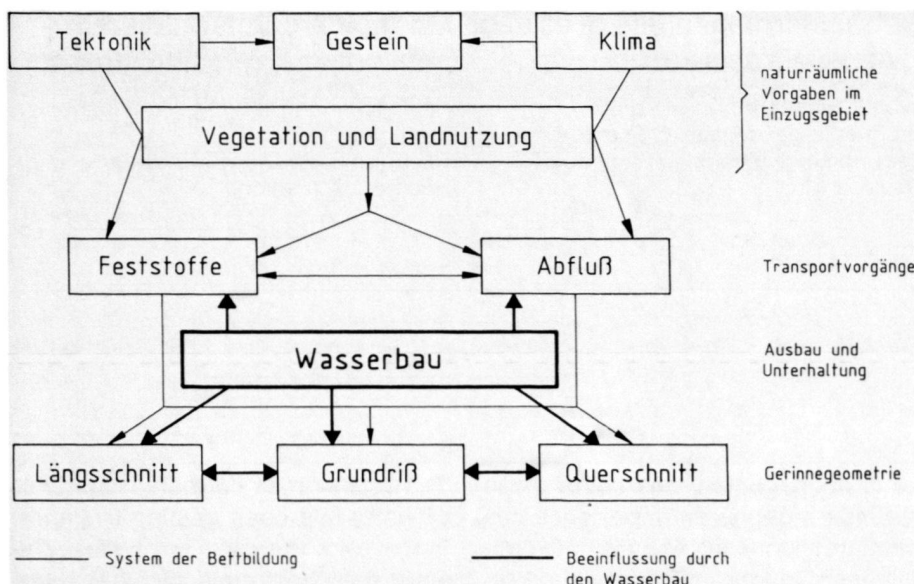 Tektonik
Gestein
Klima
naturräumliche
Vorgaben im
Einzugsgebiet
Vegetation und Landnutzung
Feststoffe
Abfluß
Transportvorgänge
Wasserbau
Ausbau und
Unterhaltung
Längsschnitt
Grundriß
Querschnitt
Gerinnegeometrie
System der Bettbildung
Beeinflussung durch
den Wasserbau